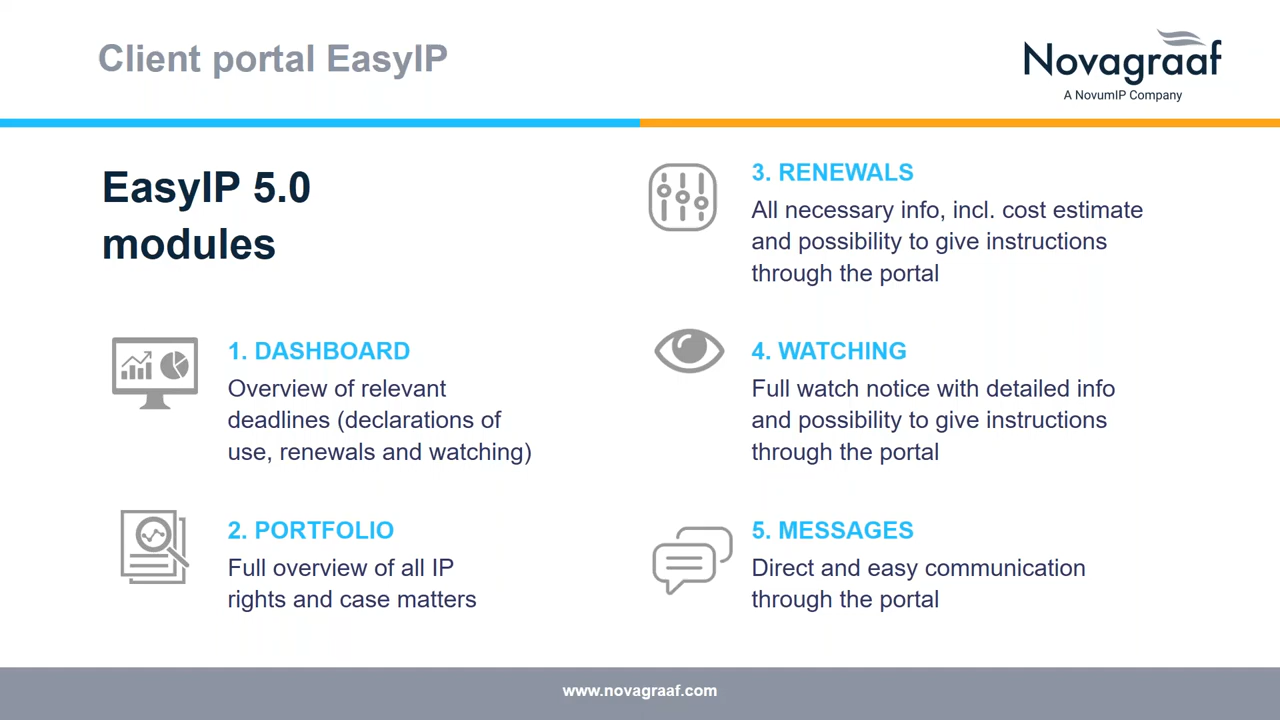 Client portal EasyIP
Novagraaf
A NovumIP Company
EasyIP 5.0
modules
1. DASHBOARD
Overview of relevant
deadlines (declarations of
use, renewals and watching)
2. PORTFOLIO
Full overview of all IP
rights and case matters
3. RENEWALS
All necessary info, incl. cost estimate
and possibility to give instructions
through the portal
4. WATCHING
Full watch notice with detailed info
and possibility to give instructions
through the portal
5. MESSAGES
Direct and easy communication
through the portal
www.novagraaf.com